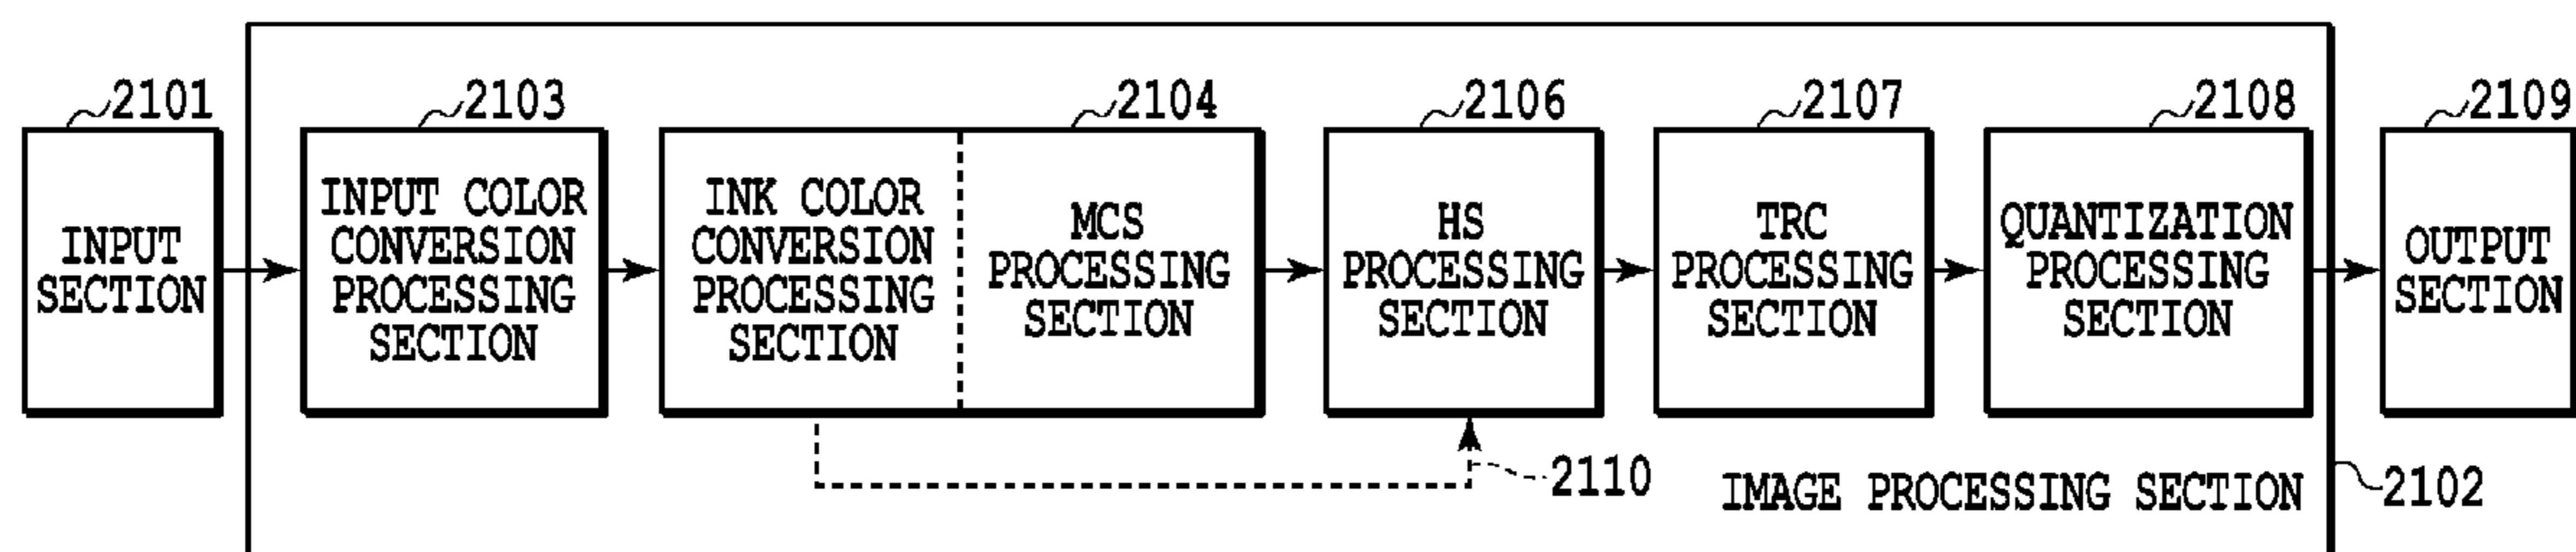 2101
2103
2104
2106
2107
2108
2109
INPUT
SECTION
INPUT COLOR
CONVERSION
PROCESSING
SECTION
INK COLOR
CONVERSION
PROCESSING
SECTION
MCS
PROCESSING
SECTION
HS
PROCESSING
SECTION
TRC
PROCESSING
SECTION
QUANTIZATION
PROCESSING
SECTION
OUTPUT
SECTION
2110
IMAGE PROCESSING SECTION
2102